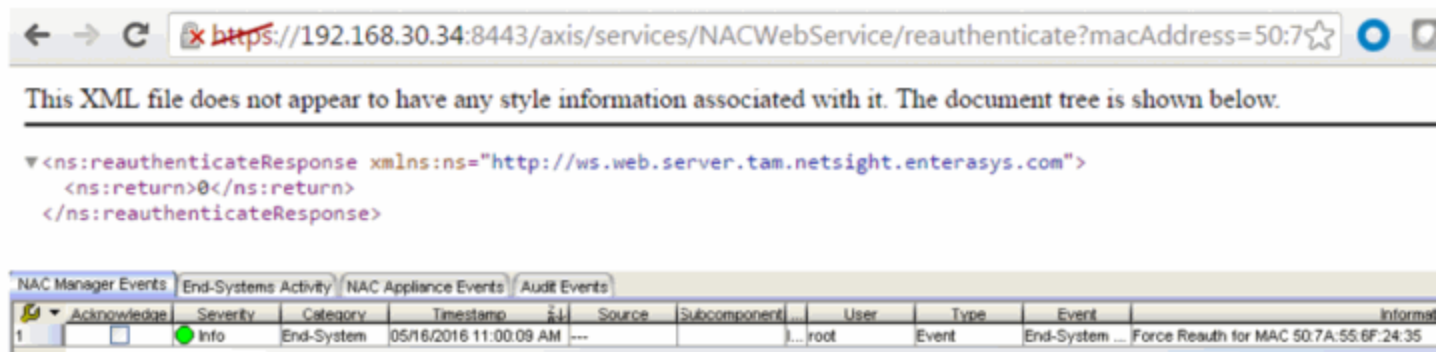 https://192.168.30.34:8443/axis/services/NACWebService/reauthenticate?macAddress=50:7
This XML file does not appear to have any style information associated with it. The document tree is shown below.
▼<ns:reauthenticateResponse xmlns:ns="http://ws.web.server.tam.netsight.enterasys.com">
<ns:return>0</ns:return>
</ns:reauthenticateResponse>
NAC Manager Events End-Systems Activity NAC Appliance Events Audit Events
Acknowledge Severity Category Timestamp Source Subcomponent ... User Type Event Informat
1 Info End-System 05/16/2016 11:00:09 AM --- I... root Event End-System ... Force Reauth for MAC 50:7A:55:6F:24:35